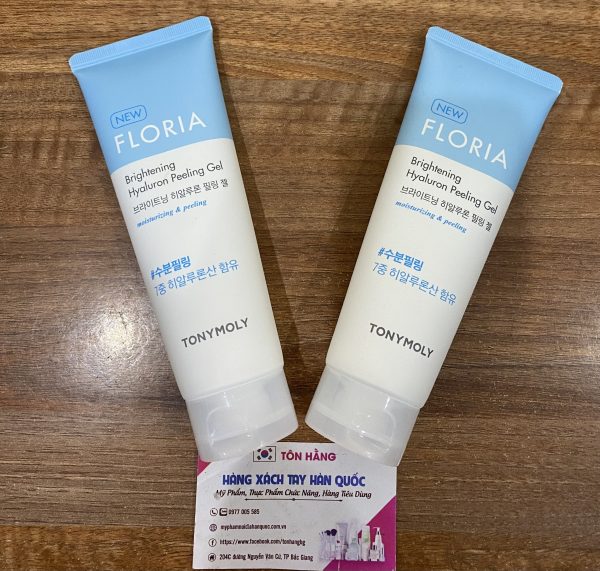 NEW
FLORIA
Brightening
Hyaluron Peeling Gel
브라이트닝 히알루론 필링 젤
moisturizing & peeling
#수분필링
7중 히알루론산 함유
TONYMOLY
NEW
FLORIA
Brightening
Hyaluron Peeling Gel
브라이트닝 히알루론 필링 젤
moisturizing & peeling
#수분필링
7중 히알루론산 함유
TONYMOLY
TÔN HẰNG
HÀNG XÁCH TAY HÀN QUỐC
Mỹ Phẩm, Thực Phẩm Chức Năng, Hàng Tiêu Dùng
0977 005 585
myphamnoidiahanquoc.com.vn
https://www.facebook.com/tonhanghq
204C đường Nguyễn Văn Cừ, TP Bắc Giang